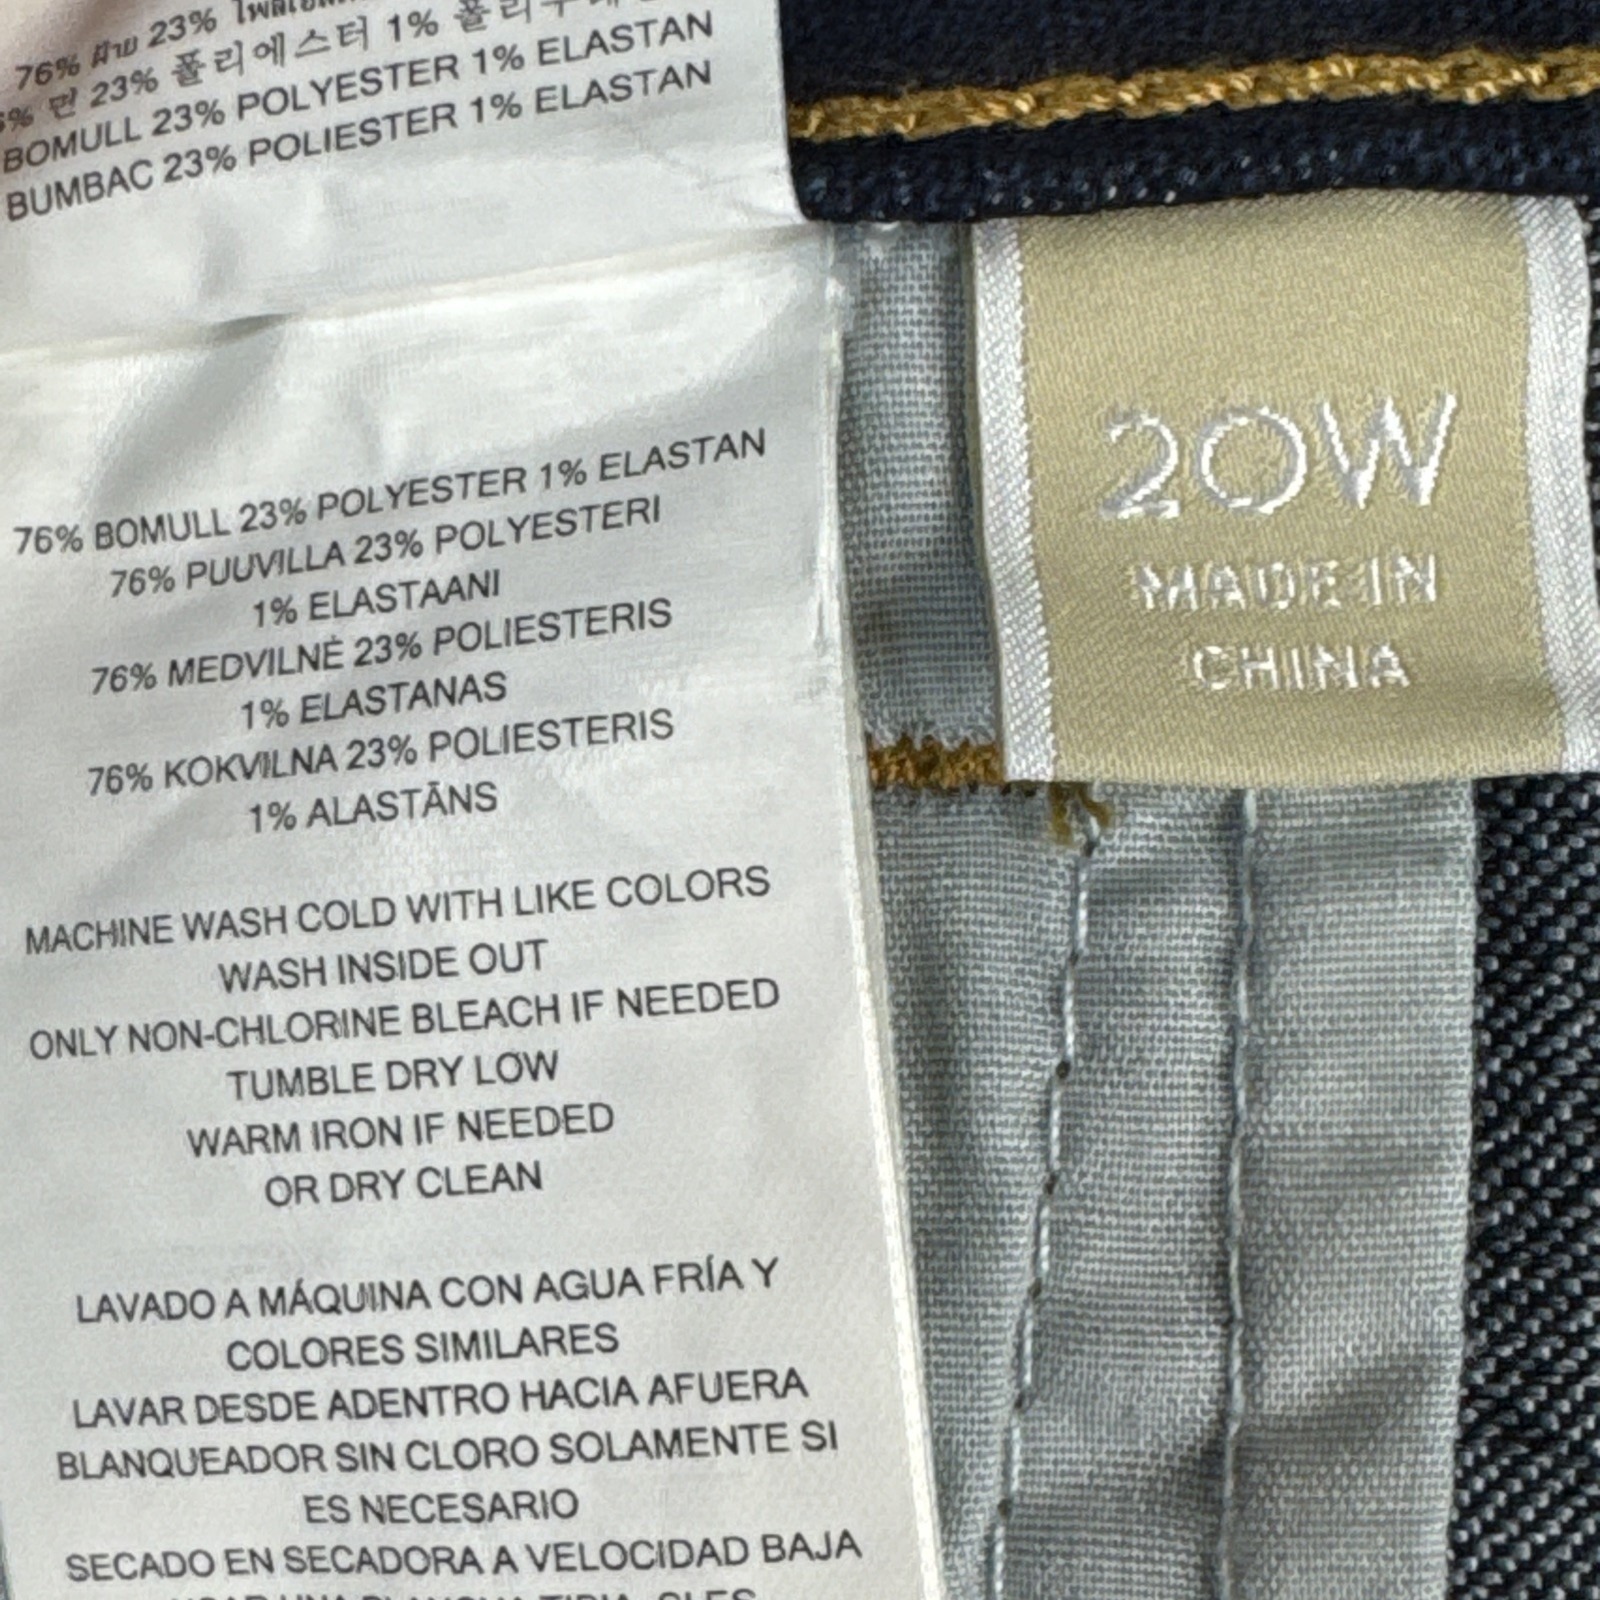 76% ฝ้าย 23%
% 면 23% 폴리에스터 1%
BOMULL 23% POLYESTER 1% ELASTAN
BUMBAC 23% POLIESTER 1% ELASTAN
76% BOMULL 23% POLYESTER 1% ELASTAN
76% PUUVILLA 23% POLYESTERI
1% ELASTAANI
76% MEDVILNĖ 23% POLIESTERIS
1% ELASTANAS
76% KOKVILNA 23% POLIESTERIS
1% ALASTĀNS
MACHINE WASH COLD WITH LIKE COLORS
WASH INSIDE OUT
ONLY NON-CHLORINE BLEACH IF NEEDED
TUMBLE DRY LOW
WARM IRON IF NEEDED
OR DRY CLEAN
LAVADO A MÁQUINA CON AGUA FRÍA Y
COLORES SIMILARES
LAVAR DESDE ADENTRO HACIA AFUERA
BLANQUEADOR SIN CLORO SOLAMENTE SI
ES NECESARIO
SECADO EN SECADORA A VELOCIDAD BAJA
20W
MADE IN
CHINA